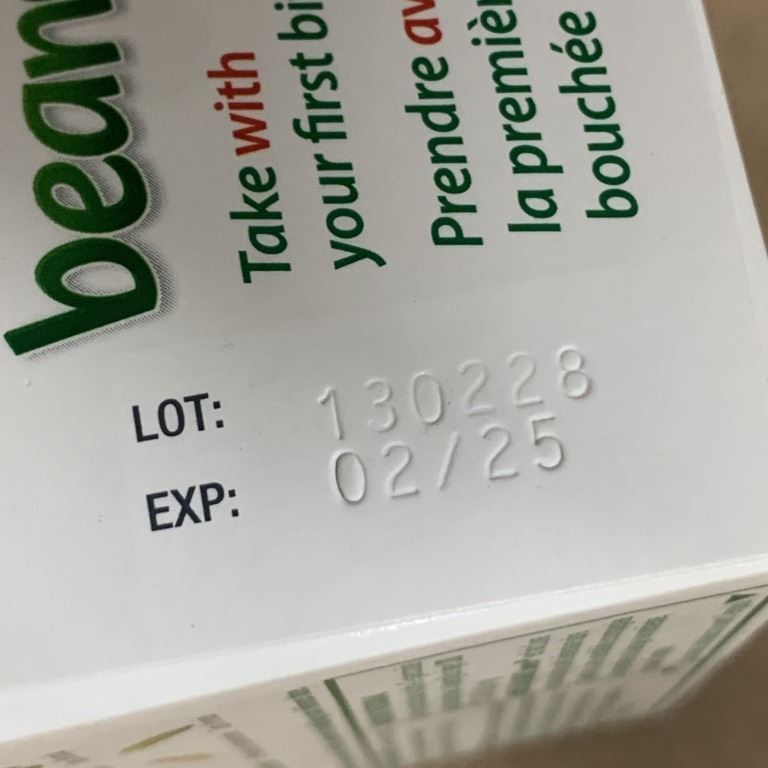 bean
Take with
your first bi
Prendre av
la premièr
bouchée
LOT: 130228
EXP: 02/25